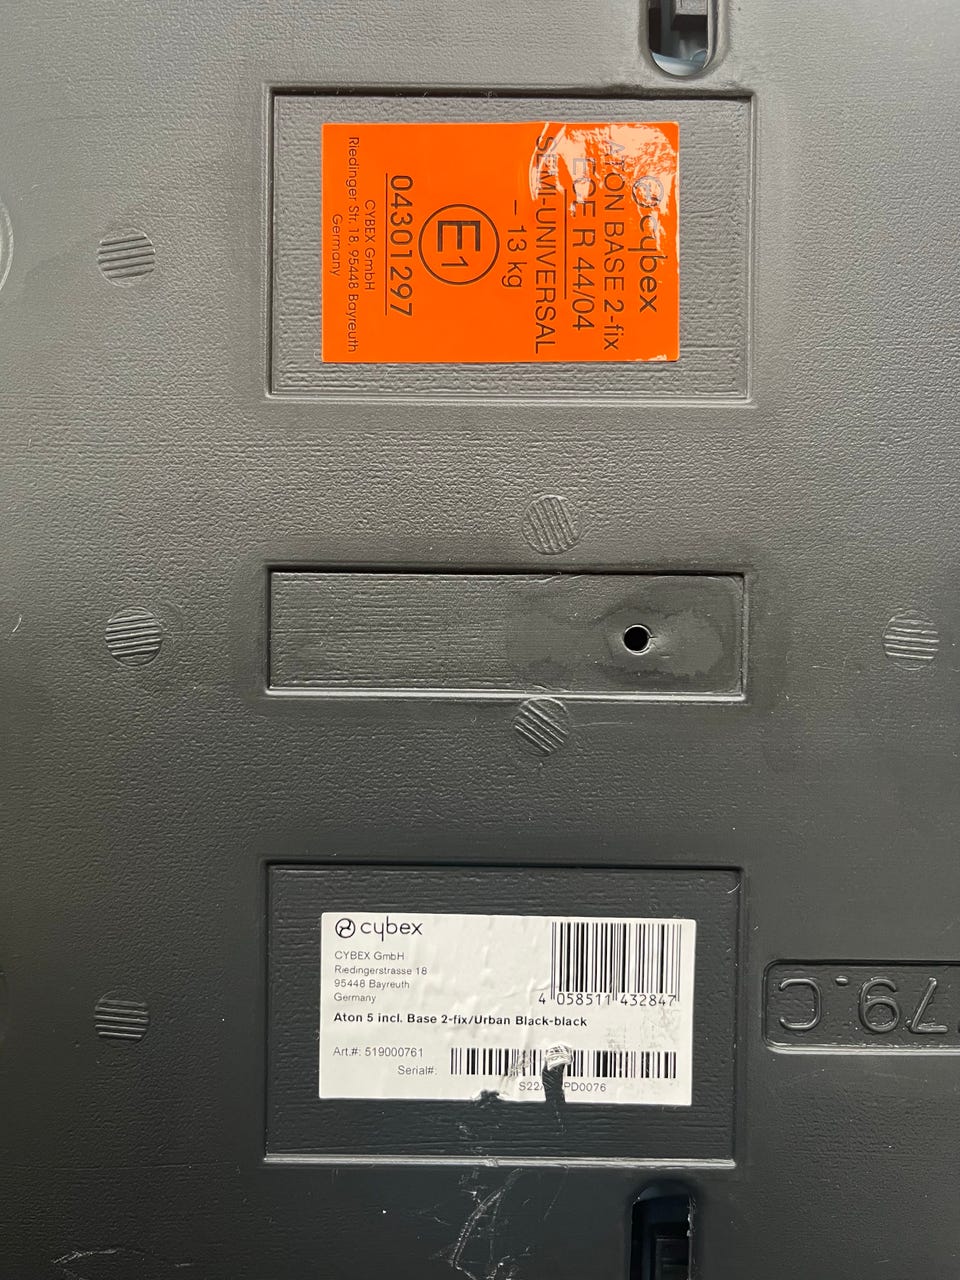 cybex
ATON BASE 2-fix
ECE R 44/04
SEMI-UNIVERSAL
– 13 kg
E1
04301297
CYBEX GmbH
Riedinger Str. 18, 95448 Bayreuth
Germany
cybex
CYBEX GmbH
Riedingerstrasse 18
95448 Bayreuth
Germany
4 058511 432847
Aton 5 incl. Base 2-fix/Urban Black-black
Art.#: 519000761
Serial#:
79.C